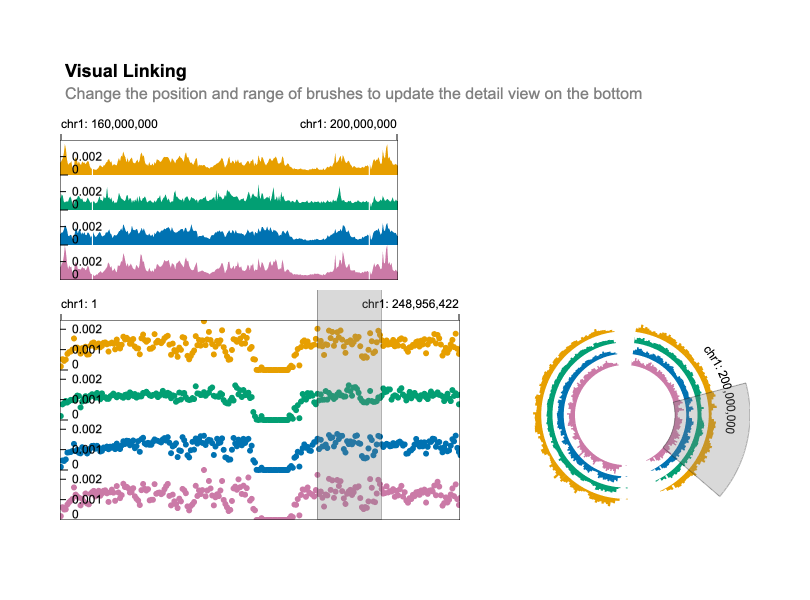 Visual Linking
Change the position and range of brushes to update the detail view on the bottom
chr1: 160,000,000
chr1: 200,000,000
0.002
0
0.002
0
0.002
0
0.002
0
chr1: 1
chr1: 248,956,422
0.002
0.001
0
0.002
0.001
0
0.002
0.001
0
0.002
0.001
0
chr1: 200,000,000